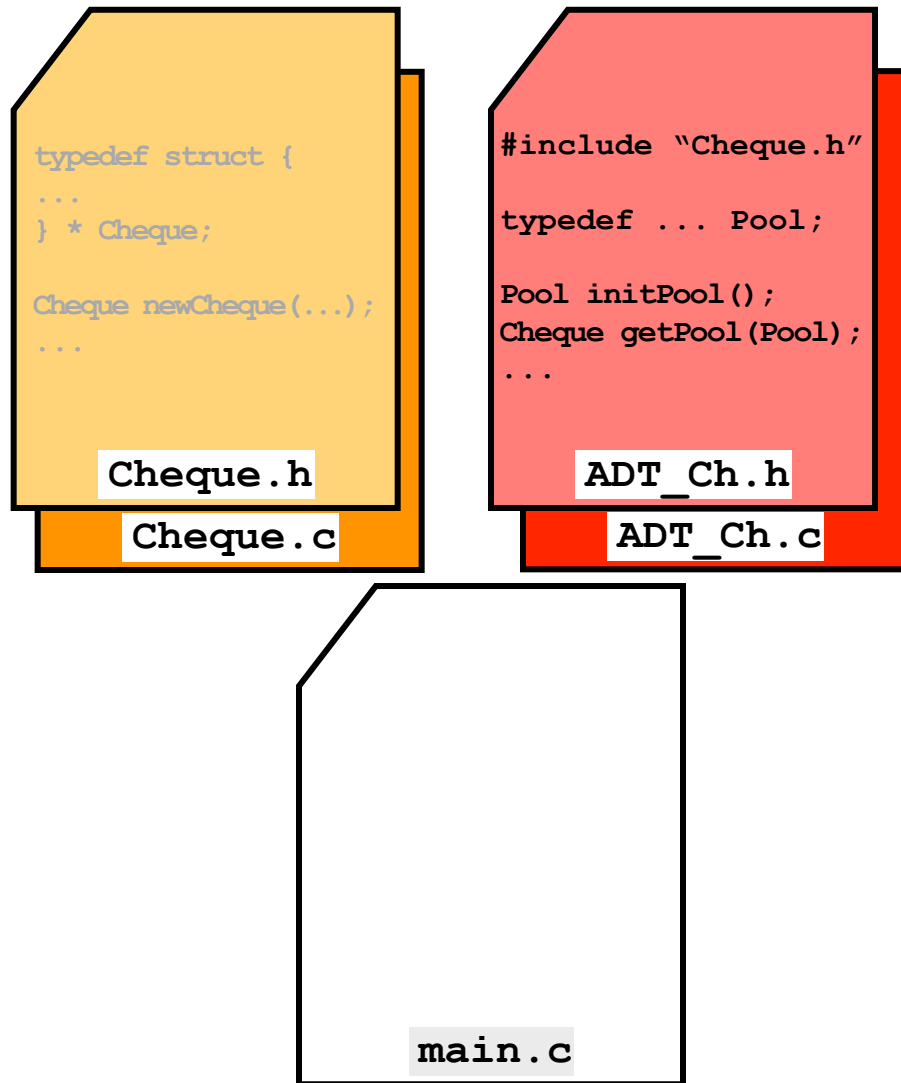 typedef struct {
...
} * Cheque;
Cheque newCheque(...);
...
Cheque.h
Cheque.c
#include “Cheque.h”
typedef ... Pool;
Pool initPool();
Cheque getPool(Pool);
...
ADT_Ch.h
ADT_Ch.c
main.c